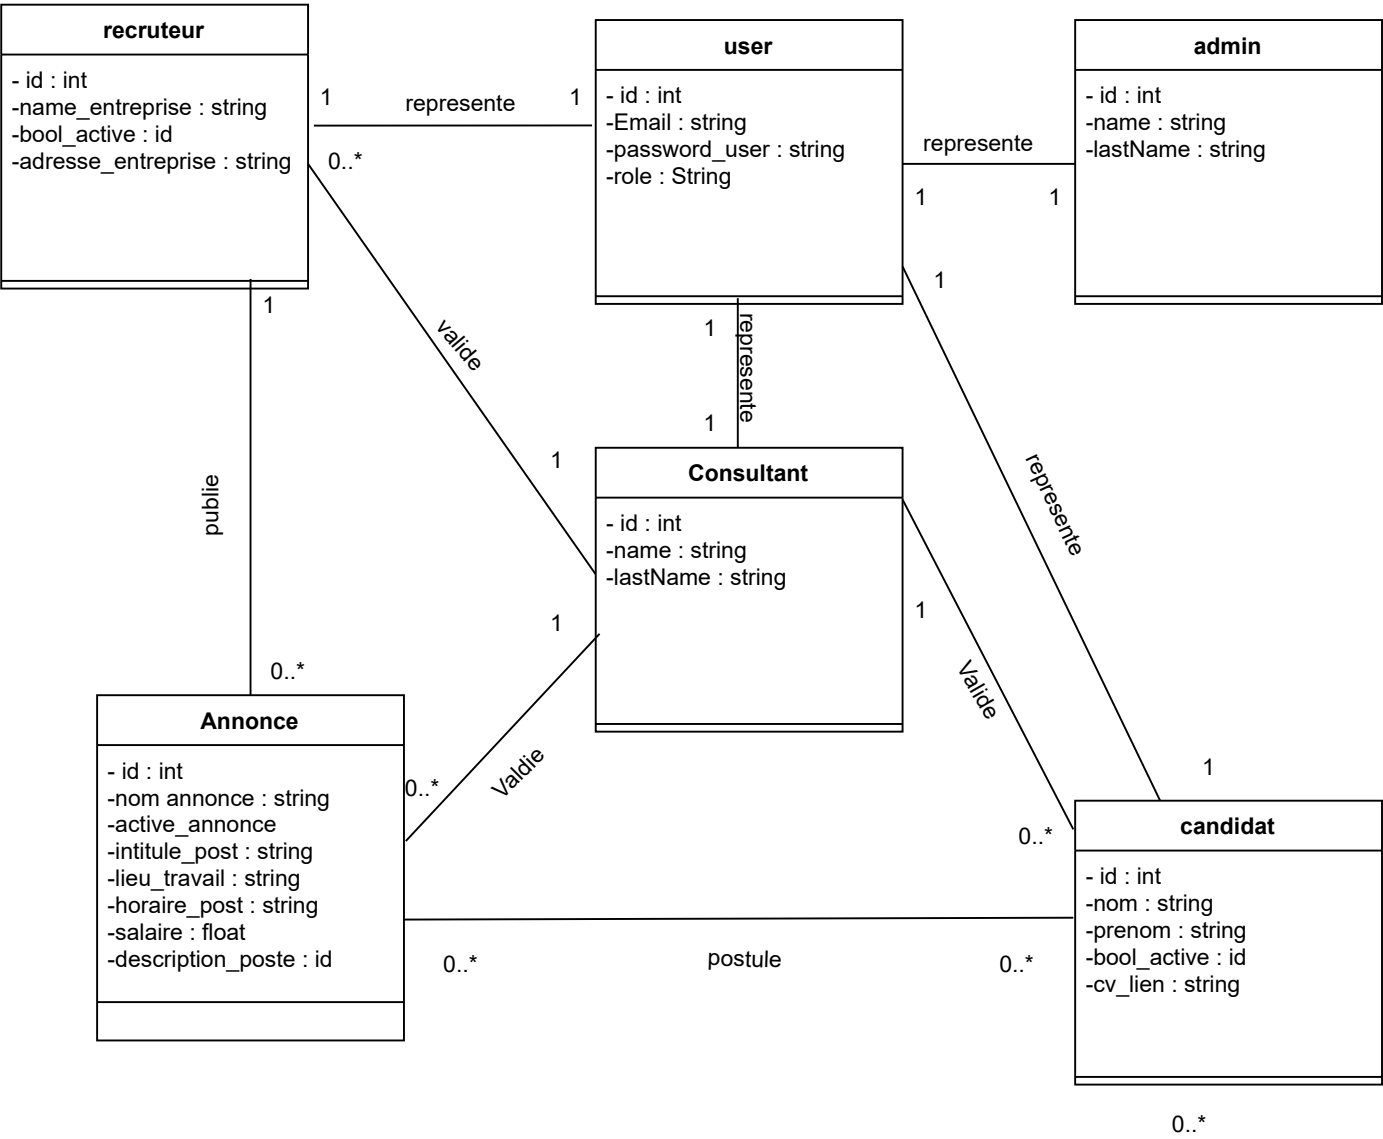 recruteur
- id : int
-name_entreprise : string
-bool_active : id
-adresse_entreprise : string
1
represente
1
user
- id : int
-Email : string
-password_user : string
-role : String
represente
1
1
admin
- id : int
-name : string
-lastName : string
0..*
valide
1
1
represente
1
1
represente
1
1
publie
0..*
Consultant
- id : int
-name : string
-lastName : string
1
Valdie
0..*
1
Valide
0..*
Annonce
- id : int
-nom annonce : string
-active_annonce
-intitule_post : string
-lieu_travail : string
-horaire_post : string
-salaire : float
-description_poste : id
0..*
postule
0..*
candidat
- id : int
-nom : string
-prenom : string
-bool_active : id
-cv_lien : string
0..*